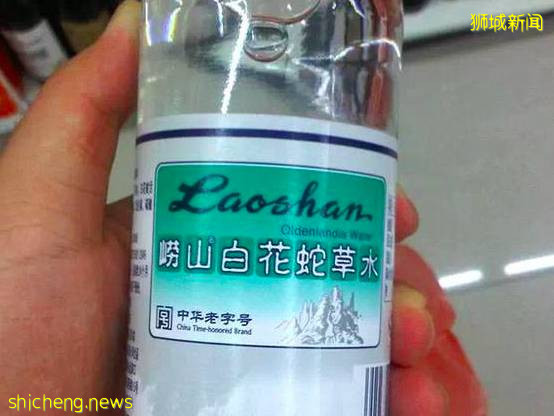 狮城新闻
Laoshan
Oldenlandia Water
崂山白花蛇草水
中华老字号
China Time-honored Brand
shicheng.news